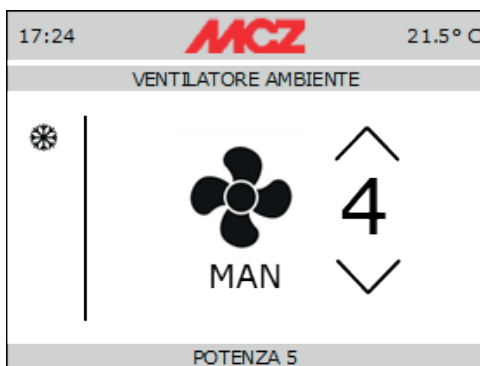 17:24 MCZ 21.5° C
VENTILATORE AMBIENTE
4
MAN
POTENZA 5